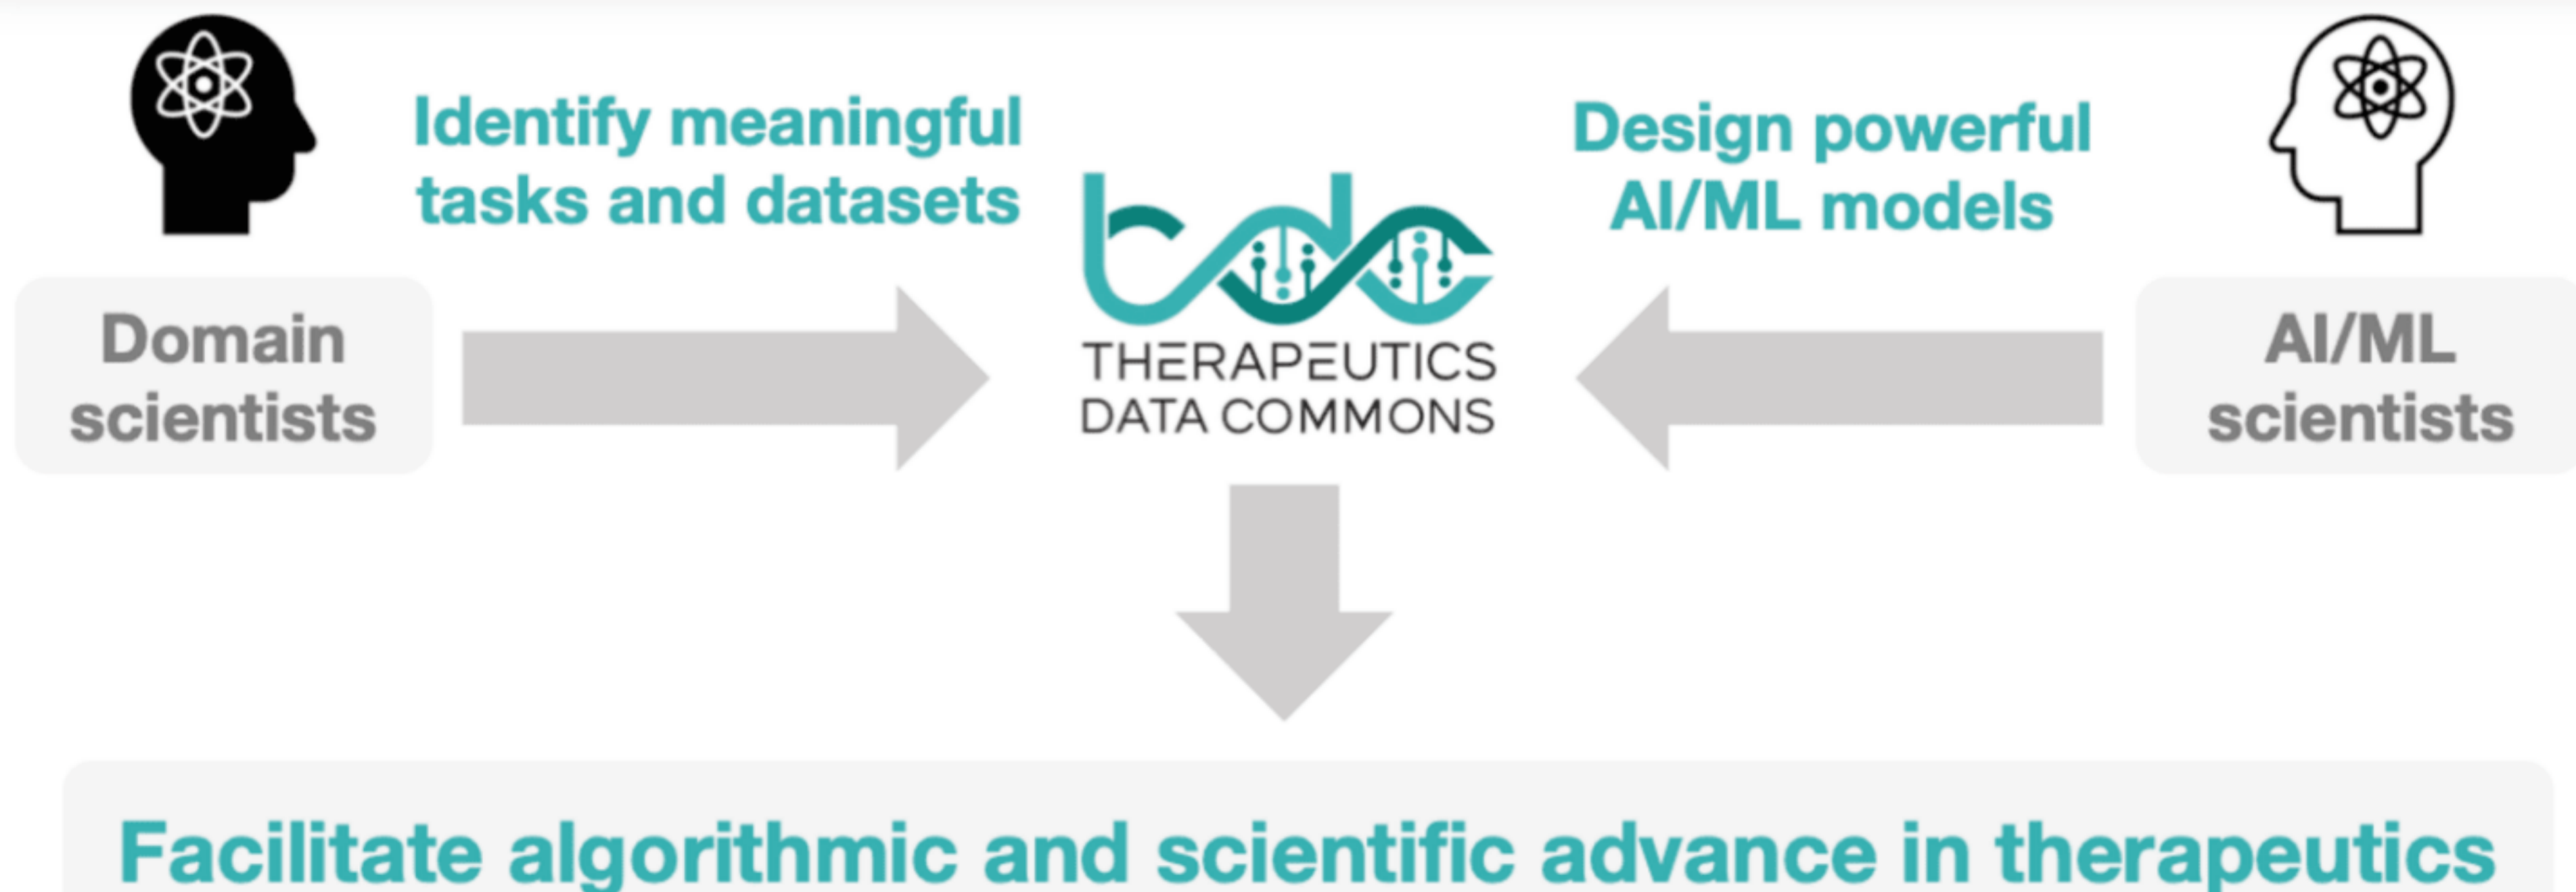 Identify meaningful
tasks and datasets
Design powerful
AI/ML models
Domain
scientists
tdc
THERAPEUTICS
DATA COMMONS
AI/ML
scientists
Facilitate algorithmic and scientific advance in therapeutics